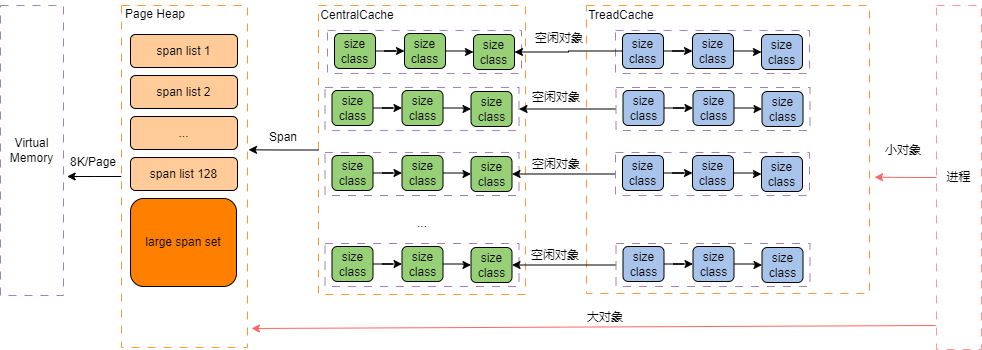 Page Heap
CentralCache
TreadCache
span list 1
span list 2
...
span list 128
large span set
Virtual
Memory
8K/Page
Span
size
class
size
class
size
class
空闲对象
size
class
size
class
size
class
size
class
size
class
size
class
空闲对象
size
class
size
class
size
class
size
class
size
class
size
class
空闲对象
size
class
size
class
size
class
...
size
class
size
class
size
class
空闲对象
size
class
size
class
size
class
小对象
进程
大对象